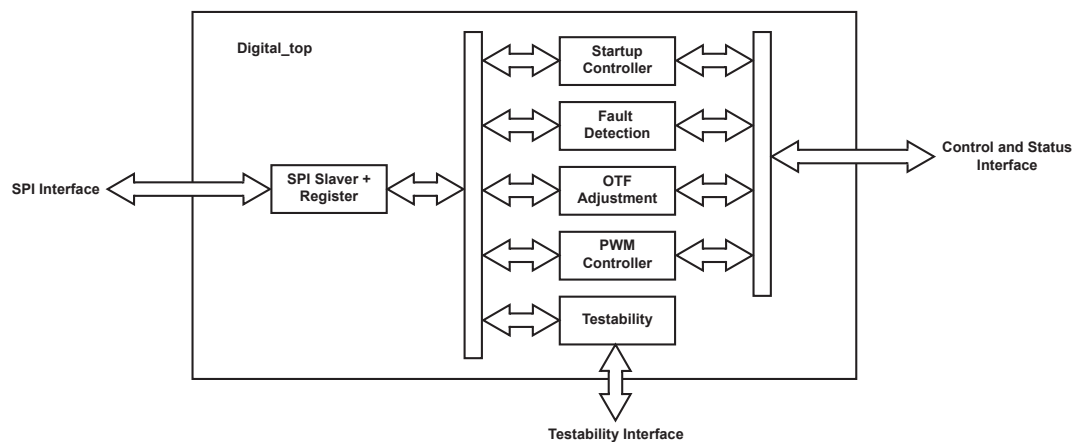 Digital_top
Startup
Controller
Fault
Detection
Control and Status
Interface
SPI Interface
SPI Slaver +
Register
OTF
Adjustment
PWM
Controller
Testability
Testability Interface